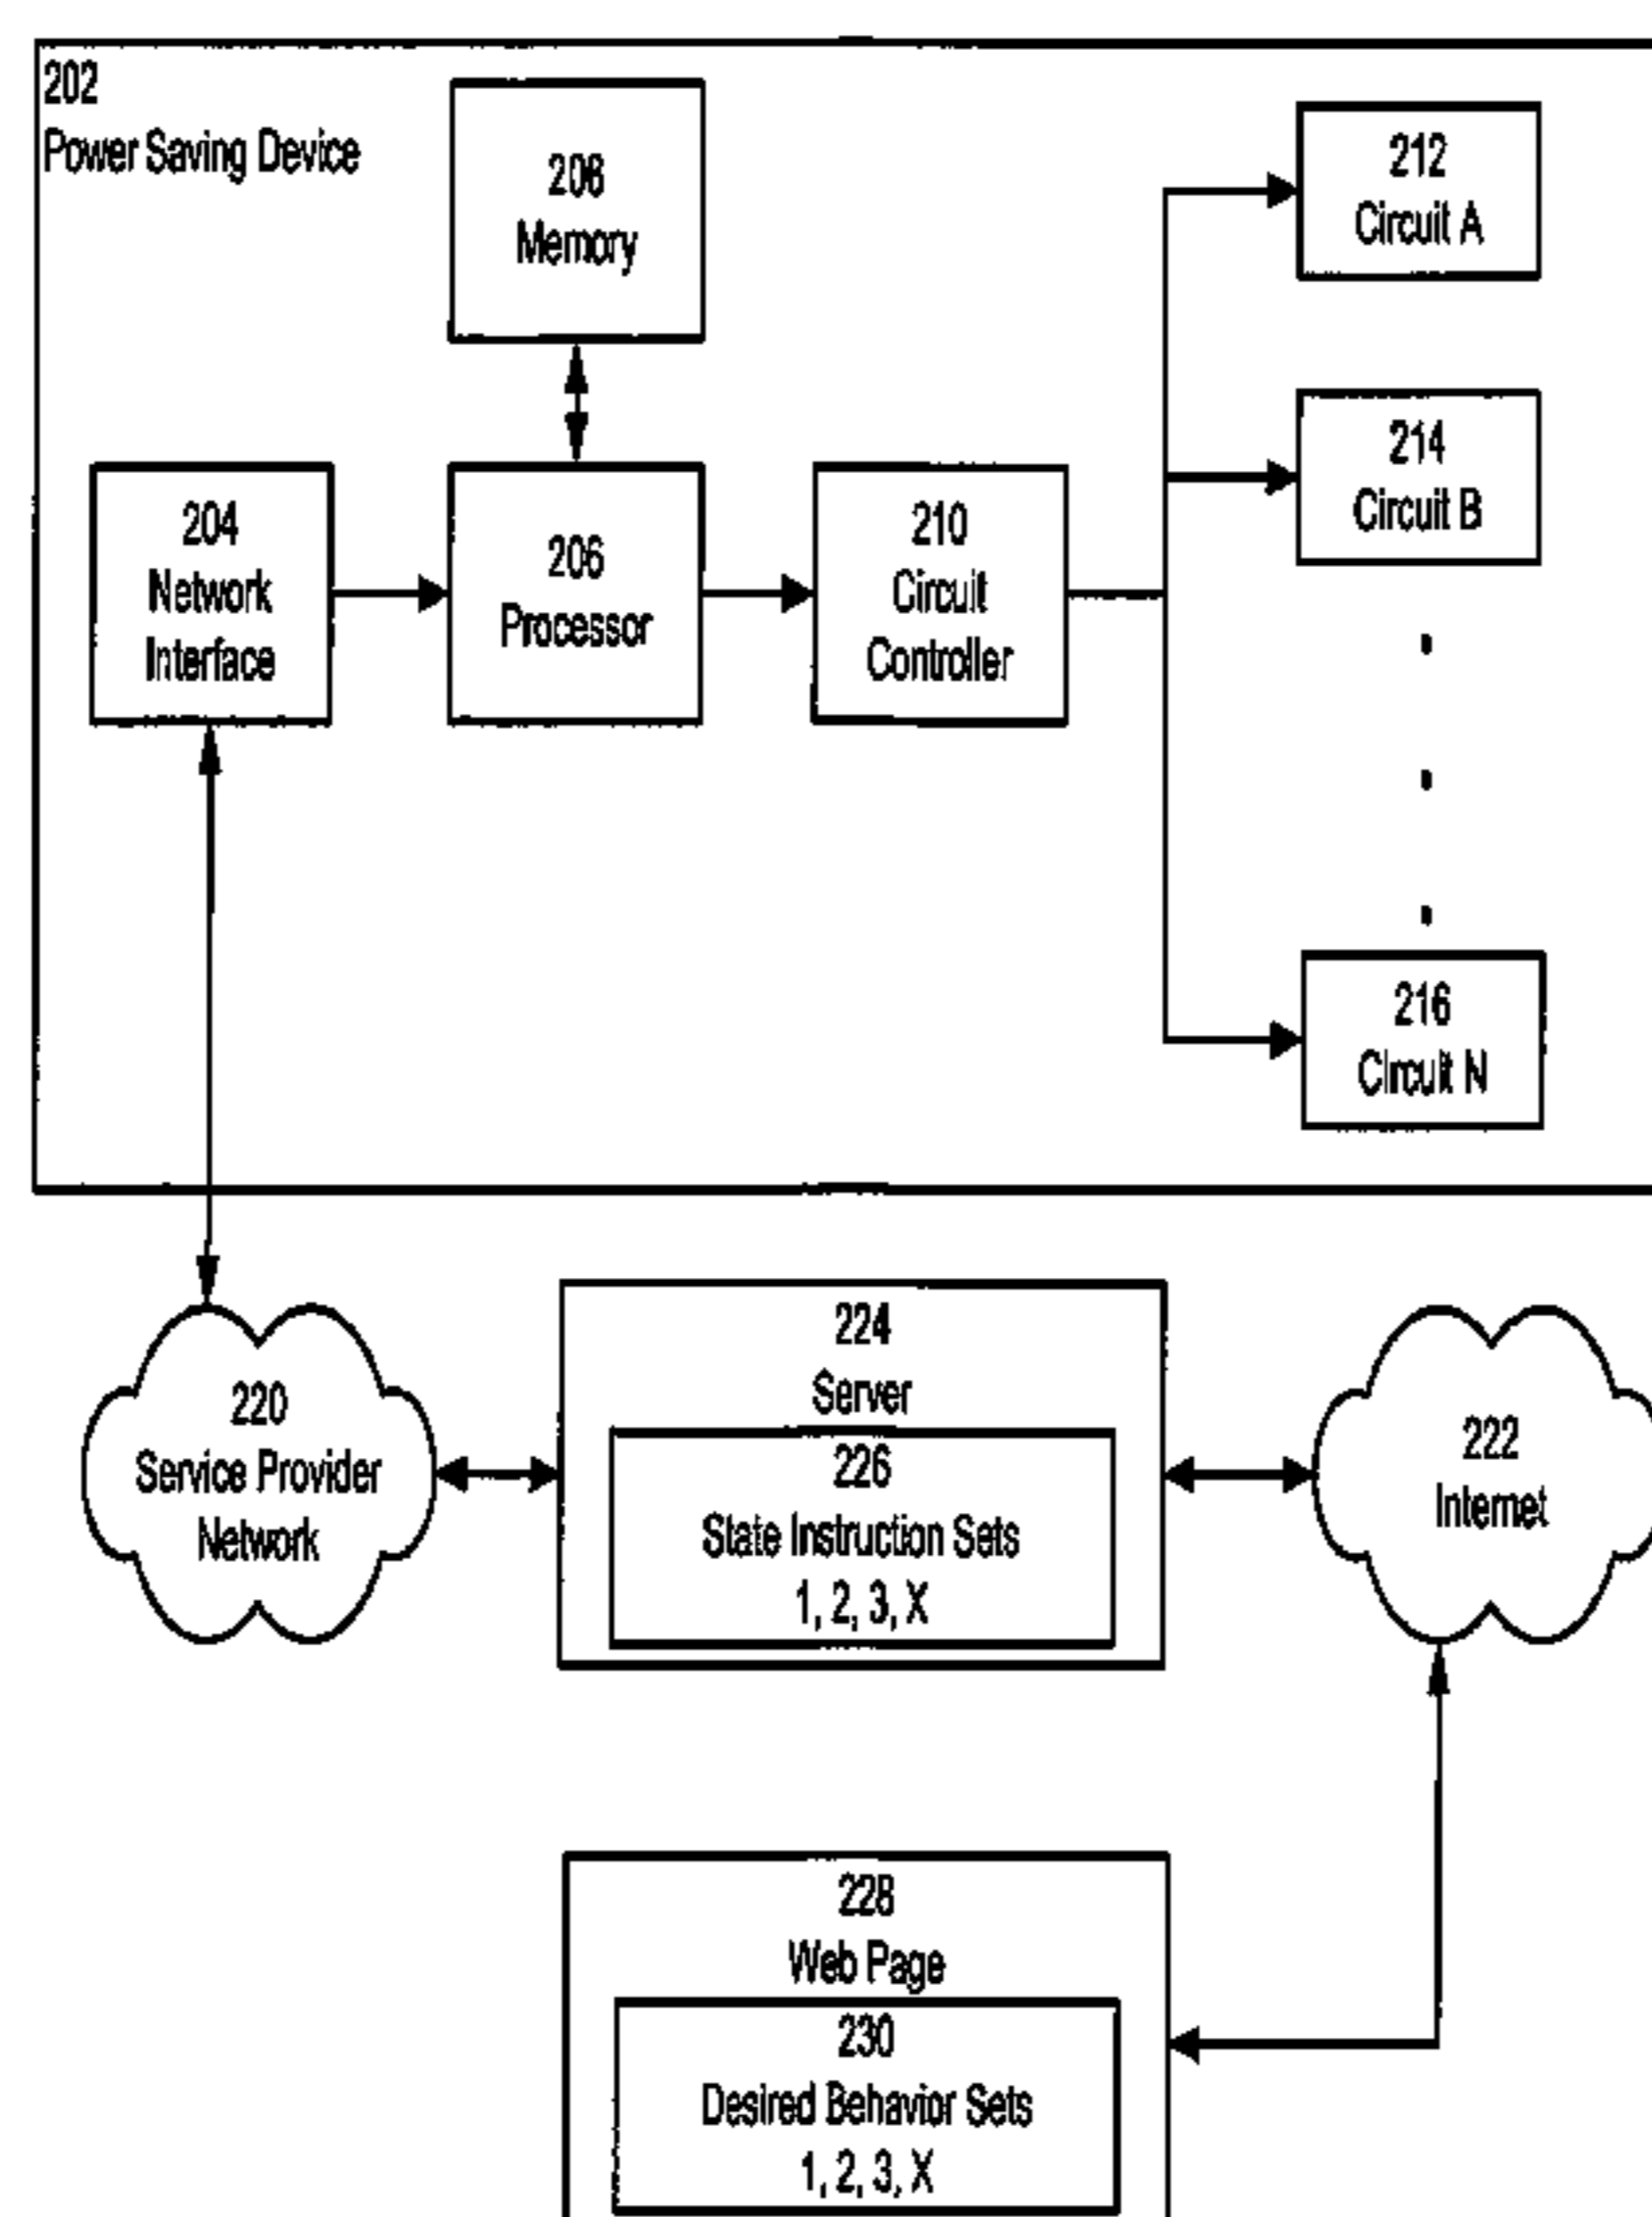 202
Power Saving Device
208
Memory
212
Circuit A
214
Circuit B
204
Network
Interface
206
Processor
210
Circuit
Controller
216
Circuit N
220
Service Provider
Network
224
Server
226
State Instruction Sets
1, 2, 3, X
222
Internet
228
Web Page
230
Desired Behavior Sets
1, 2, 3, X